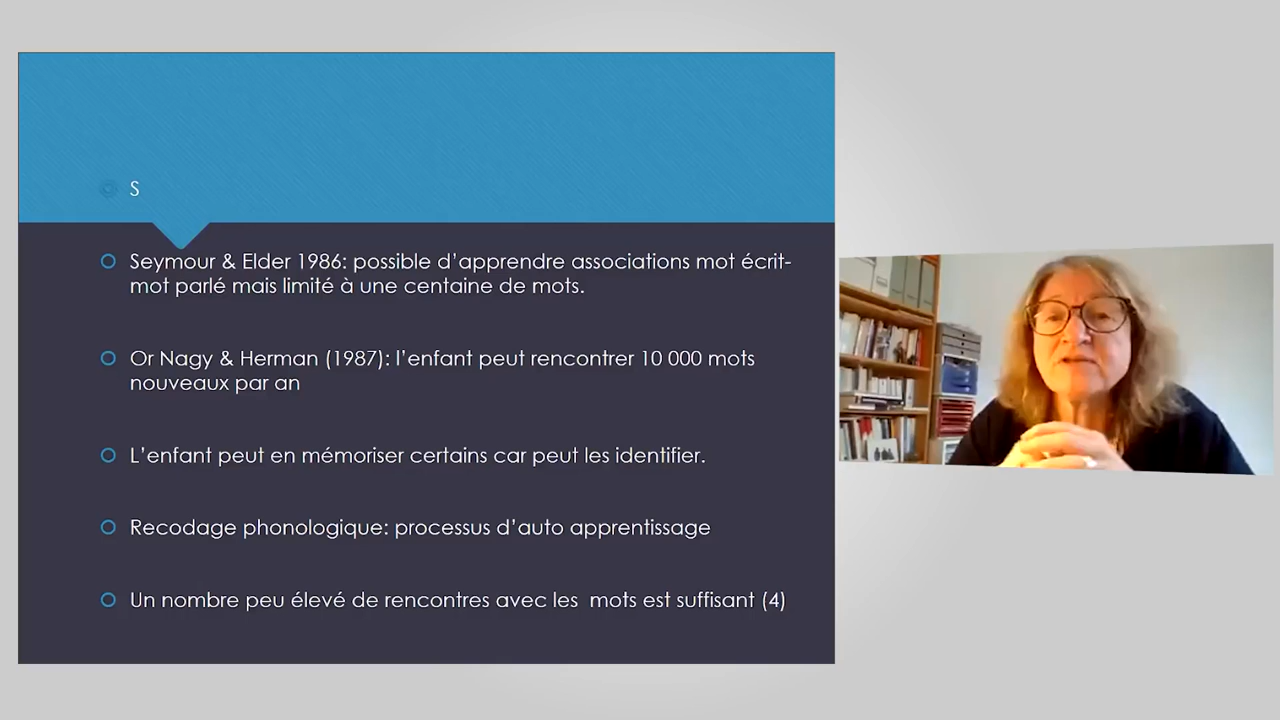 S
Seymour & Elder 1986: possible d'apprendre associations mot écrit-
mot parlé mais limité à une centaine de mots.
Or Nagy & Herman (1987): l'enfant peut rencontrer 10 000 mots
nouveaux par an
L'enfant peut en mémoriser certains car peut les identifier.
Recodage phonologique: processus d'auto apprentissage
Un nombre peu élevé de rencontres avec les  mots est suffisant (4)